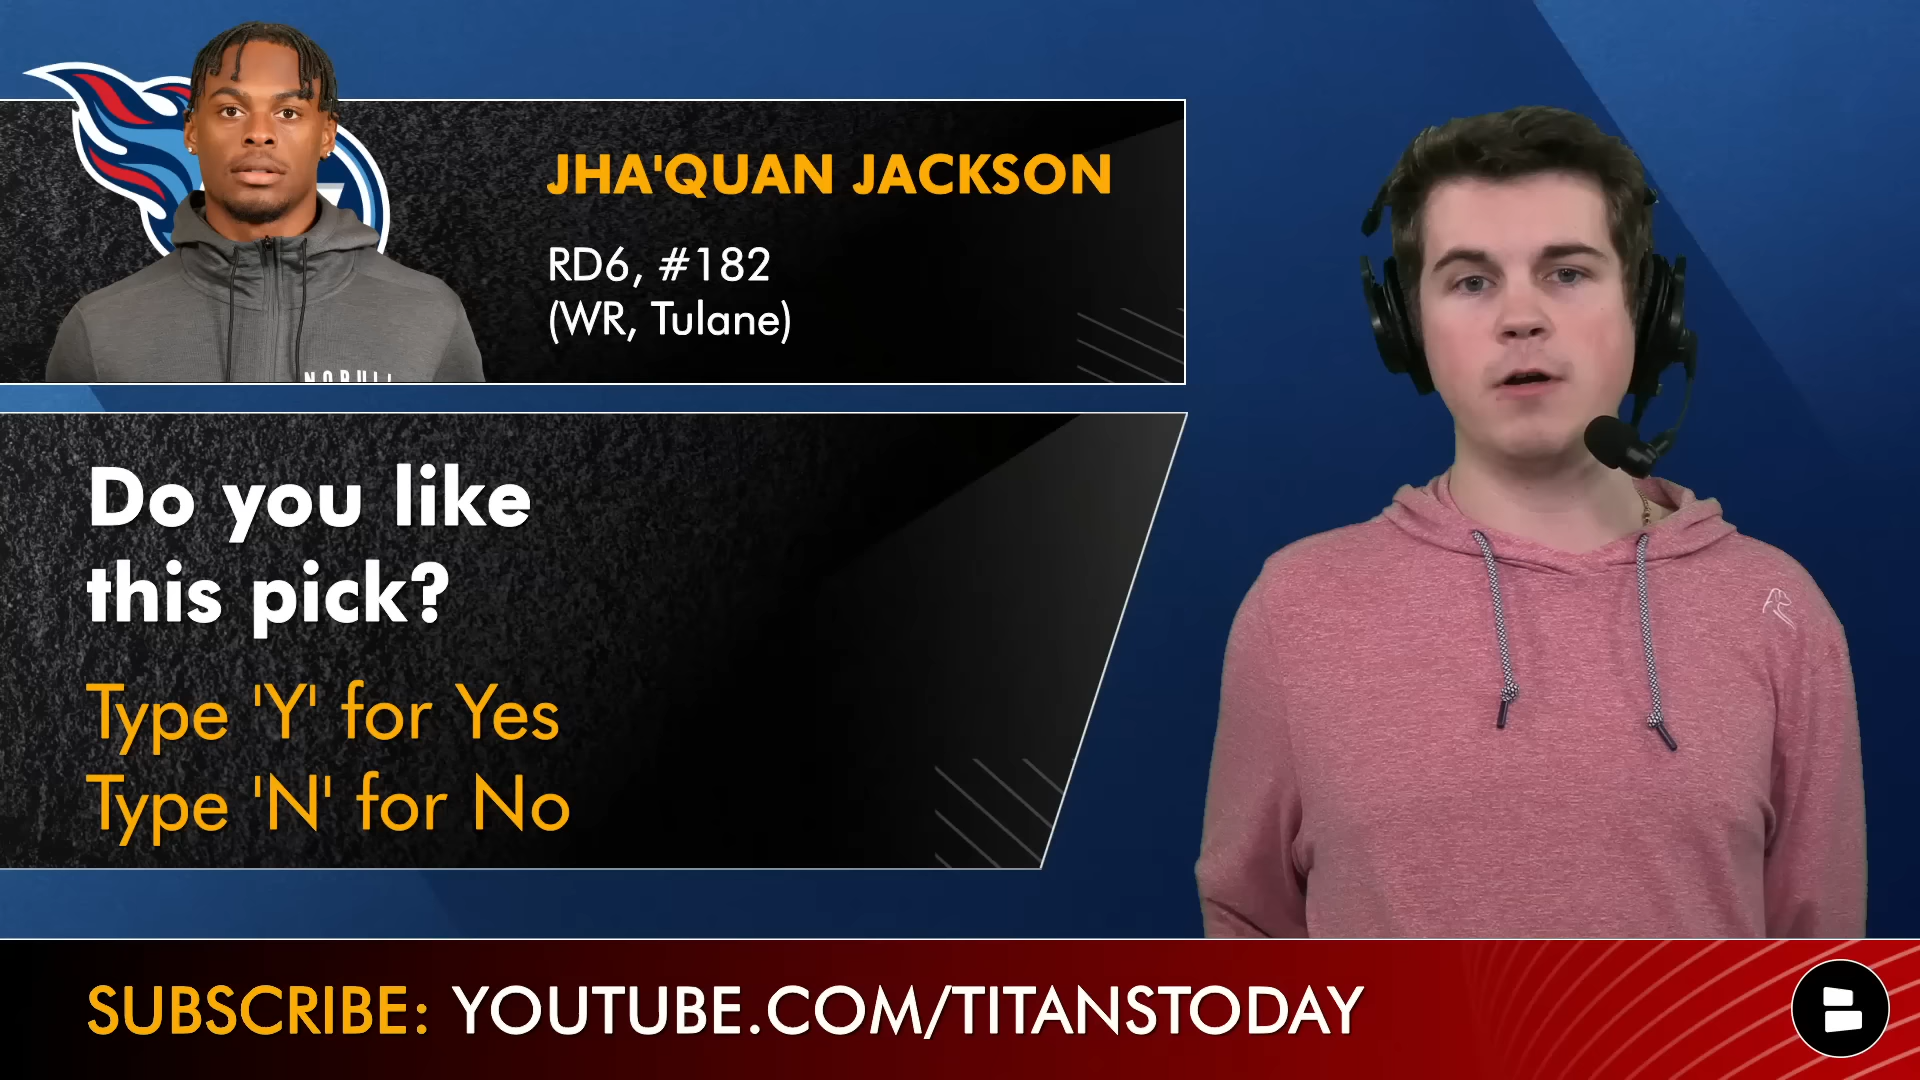 JHA'QUAN JACKSON
RD6, #182
(WR, Tulane)
NOBULL
Do you like
this pick?
Type 'Y' for Yes
Type 'N' for No
SUBSCRIBE: YOUTUBE.COM/TITANSTODAY